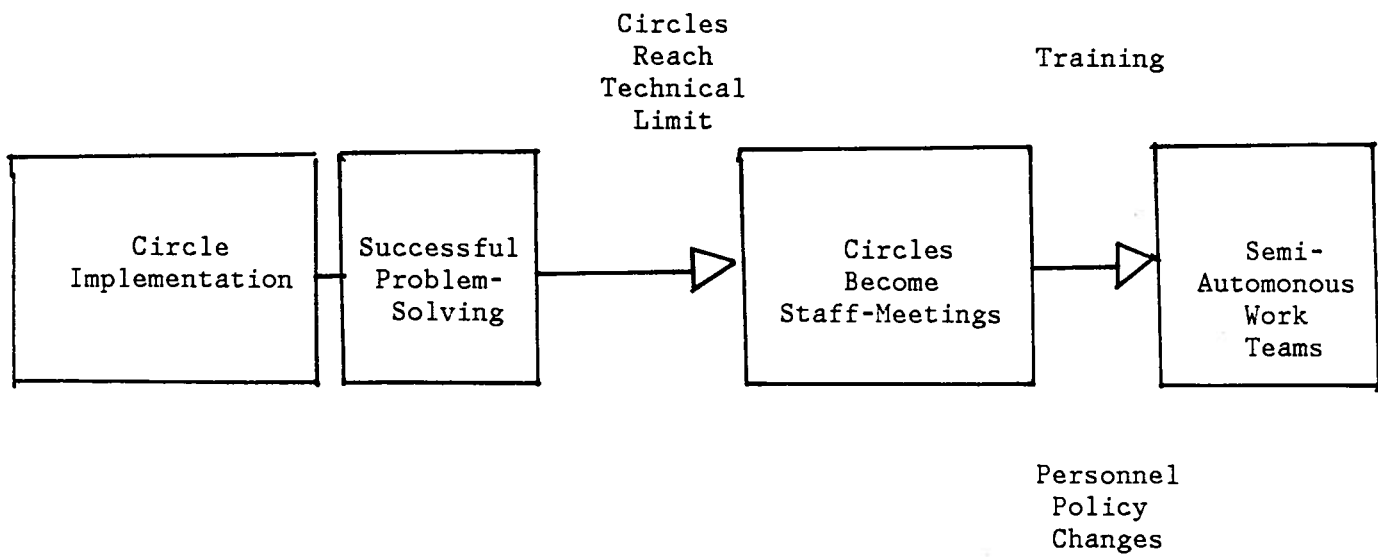 Circles
Reach
Technical
Limit
Training
Circle
Implementation
Successful
Problem-
Solving
Circles
Become
Staff-Meetings
Semi-
Automonous
Work
Teams
Personnel
Policy
Changes